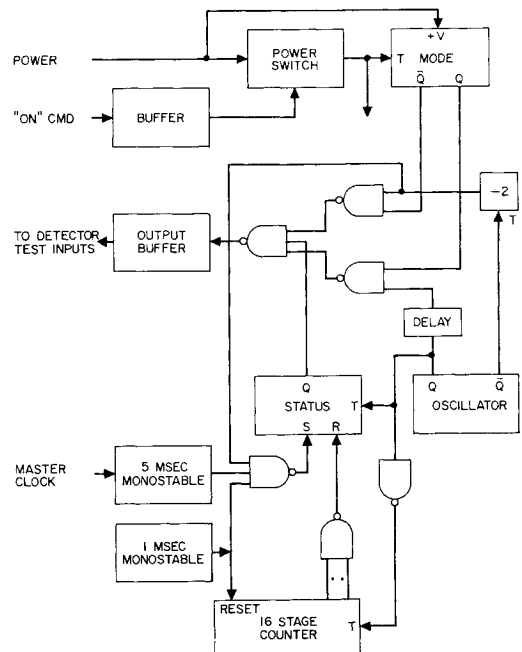 POWER
POWER
SWITCH
+V
T MODE
Q̄ Q
"ON" CMD
BUFFER
-2
T
TO DETECTOR
TEST INPUTS
OUTPUT
BUFFER
DELAY
Q
STATUS T
S R
Q Q̄
OSCILLATOR
MASTER
CLOCK
5 MSEC
MONOSTABLE
1 MSEC
MONOSTABLE
RESET
16 STAGE
COUNTER
T